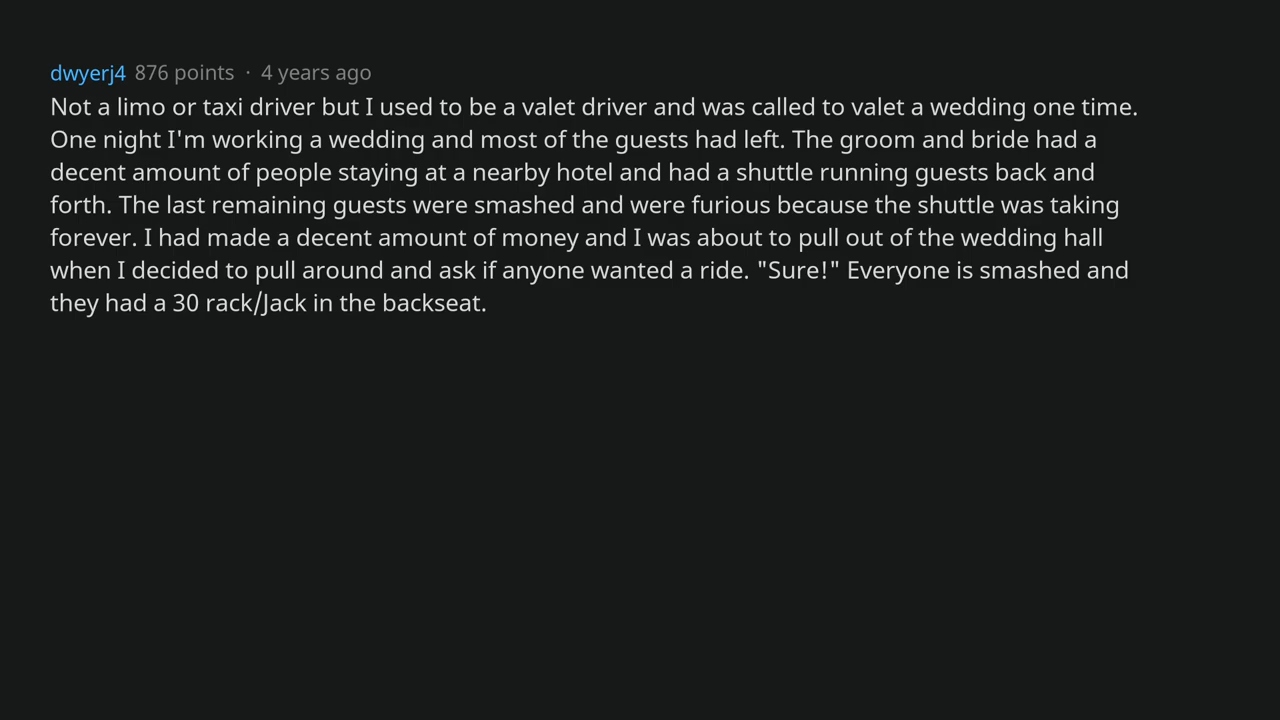 dwyerj4 876 points · 4 years ago
Not a limo or taxi driver but I used to be a valet driver and was called to valet a wedding one time.
One night I'm working a wedding and most of the guests had left. The groom and bride had a
decent amount of people staying at a nearby hotel and had a shuttle running guests back and
forth. The last remaining guests were smashed and were furious because the shuttle was taking
forever. I had made a decent amount of money and I was about to pull out of the wedding hall
when I decided to pull around and ask if anyone wanted a ride. "Sure!" Everyone is smashed and
they had a 30 rack/Jack in the backseat.